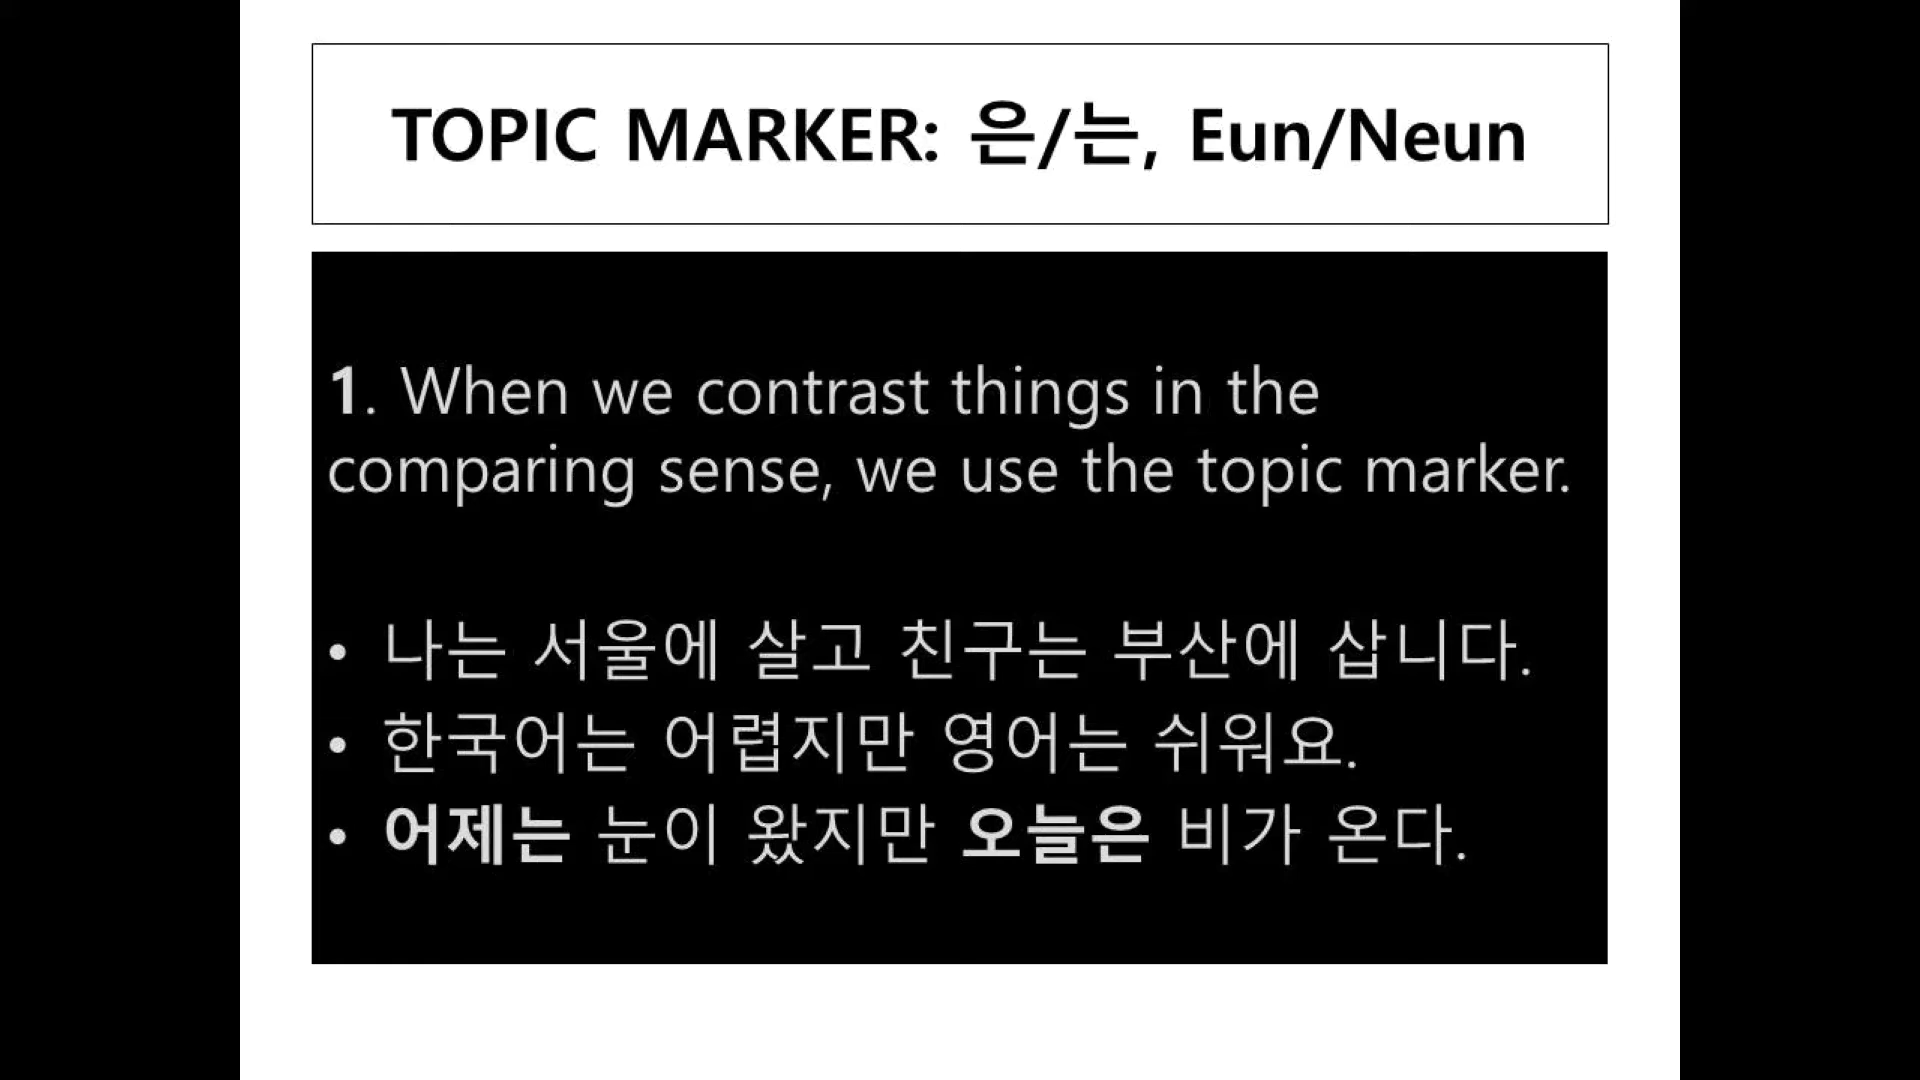 TOPIC MARKER: 은/는, Eun/Neun
1. When we contrast things in the
comparing sense, we use the topic marker.
• 나는 서울에 살고 친구는 부산에 삽니다.
• 한국어는 어렵지만 영어는 쉬워요.
• 어제는 눈이 왔지만 오늘은 비가 온다.